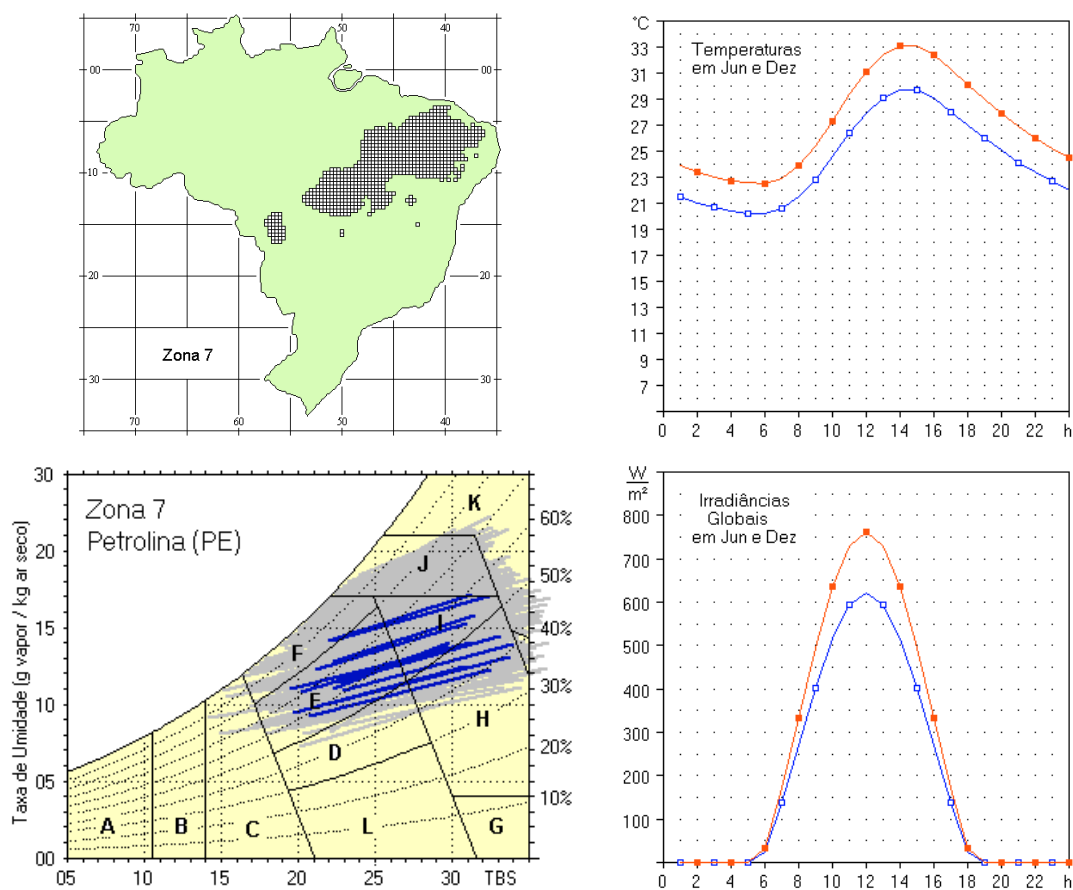 70
50
40
00
00
10
20
20
Zona 7
30
30
70
60
50
40
°C
33
31
29
27
25
23
21
19
17
15
13
11
9
7
Temperaturas
em Jun e Dez
0 2 4 6 8 10 12 14 16 18 20 22 h
30
25
20
15
10
05
00
Taxa de Umidade (g vapor / kg ar seco)
Zona 7
Petrolina (PE)
K
J
I
F
E
D
H
A
B
C
L
G
60%
50%
40%
30%
20%
10%
05 10 15 20 25 30 TBS
W
m²
800
700
600
500
400
300
200
100
Irradiâncias
Globais
em Jun e Dez
0 2 4 6 8 10 12 14 16 18 20 22 h